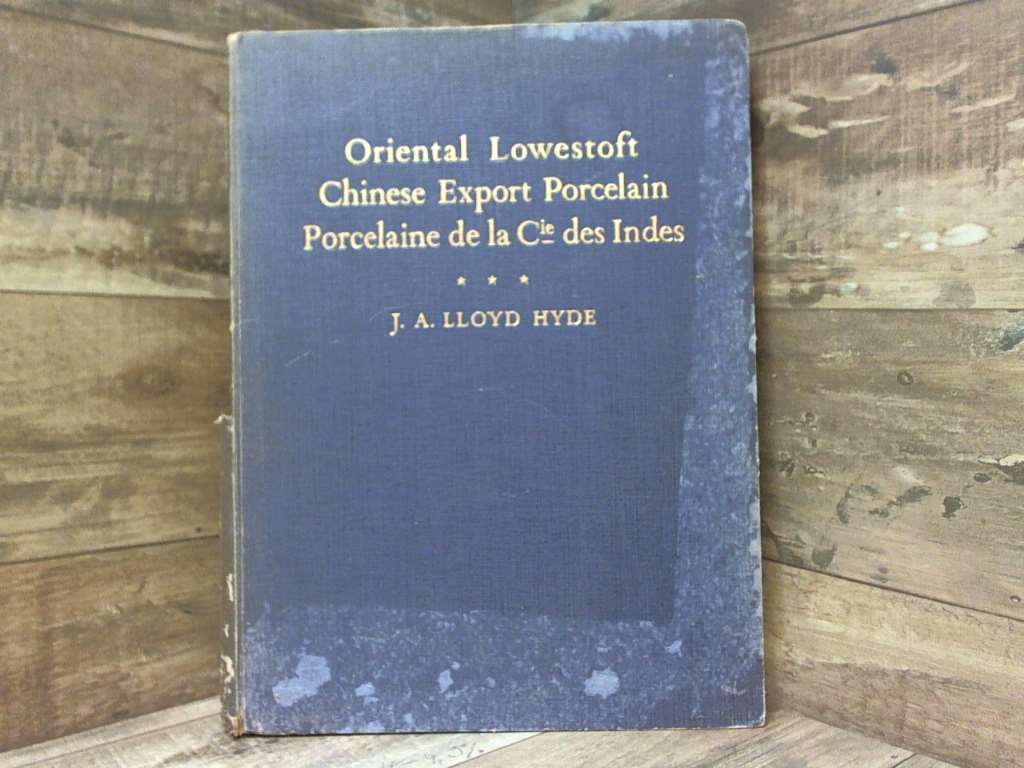 Oriental Lowestoft
Chinese Export Porcelain
Porcelaine de la Cie des Indes
* * *
J. A. LLOYD HYDE